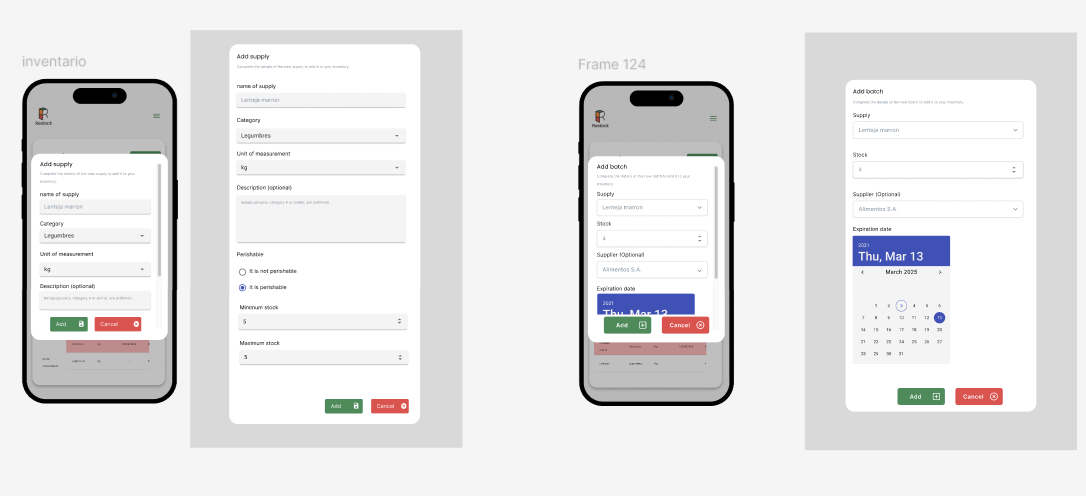 inventario
Restock
Add supply
Complete the details of the new supply to add it to your
inventory.
name of supply
Lenteja marron
Category
Legumbres
Unit of measurement
kg
Description (optional)
Add
Cancel
Add supply
Complete the details of the new supply to add it to your inventory.
name of supply
Lenteja marron
Category
Legumbres
Unit of measurement
kg
Description (optional)
Perishable
It is not perishable
It is perishable
Minimum stock
5
Maximum stock
5
Add
Cancel
Frame 124
Restock
Add batch
Complete the details of the new batch to add it to your
inventory.
Supply
Lenteja marron
Stock
4
Supplier (Optional)
Alimentos S.A.
Expiration date
2021
Thu, Mar 13
Add
Cancel
Add batch
Complete the details of the new batch to add it to your inventory.
Supply
Lenteja marron
Stock
4
Supplier (Optional)
Alimentos S.A.
Expiration date
2021
Thu, Mar 13
March 2025
1 2 3 4 5 6
7 8 9 10 11 12 13
14 15 16 17 18 19 20
21 22 23 24 25 26 27
28 29 30 31
Add
Cancel